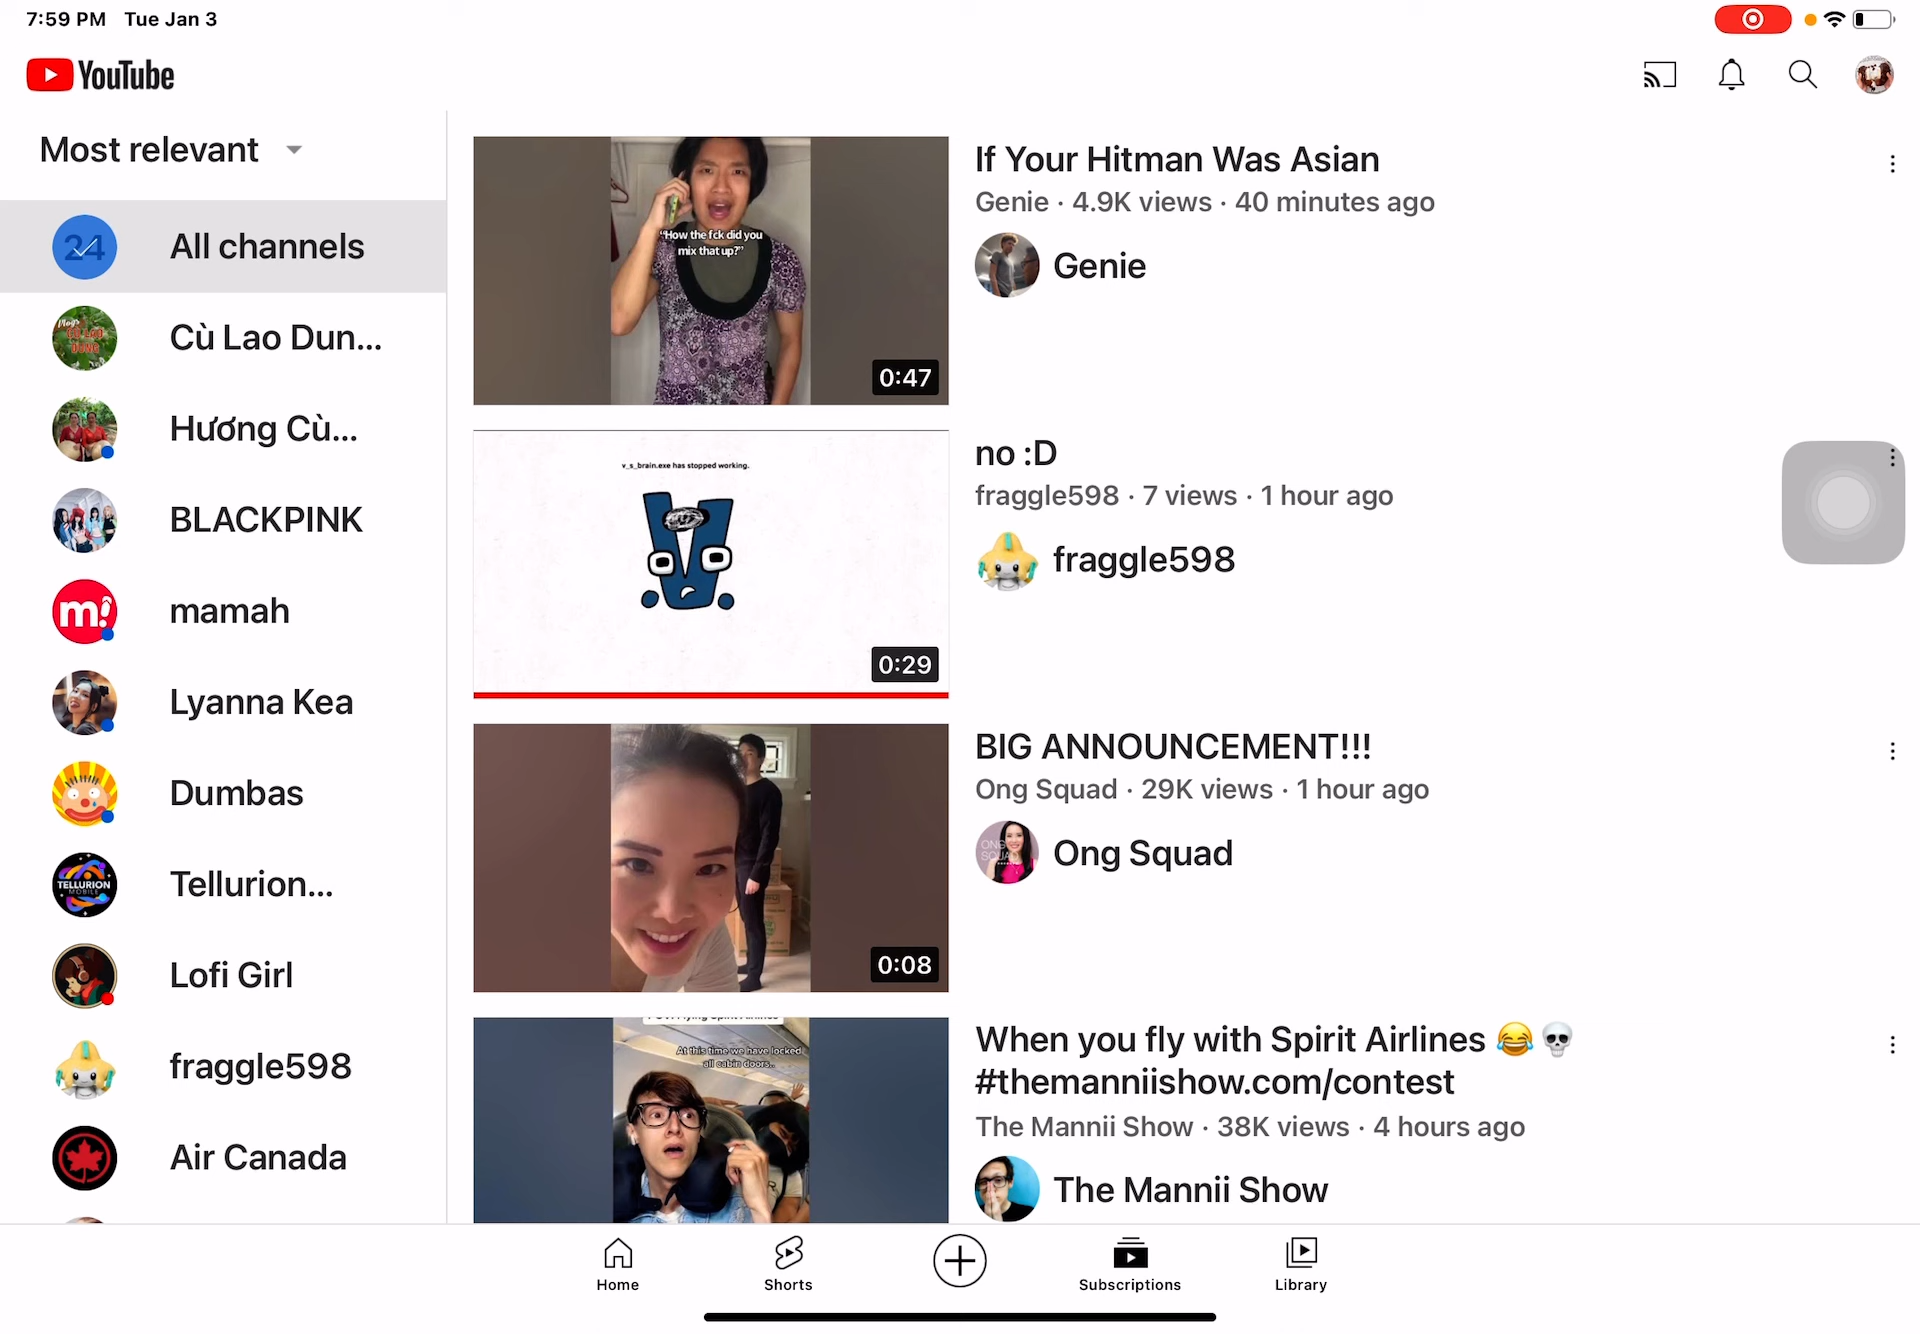 7:59 PM Tue Jan 3
YouTube
Most relevant
24
All channels
Cù Lao Dun...
Hương Cù...
BLACKPINK
m!
mamah
Lyanna Kea
Dumbas
TELLURION
MOBILE
Tellurion...
Lofi Girl
fraggle598
Air Canada
"How the fck did you
mix that up?"
0:47
If Your Hitman Was Asian
Genie · 4.9K views · 40 minutes ago
Genie
v_s_brain.exe has stopped working.
0:29
no :D
fraggle598 · 7 views · 1 hour ago
fraggle598
0:08
BIG ANNOUNCEMENT!!!
Ong Squad · 29K views · 1 hour ago
Ong Squad
At this time we have locked
all cabin doors..
When you fly with Spirit Airlines 😂💀
#themanniishow.com/contest
The Mannii Show · 38K views · 4 hours ago
The Mannii Show
Home
Shorts
Subscriptions
Library